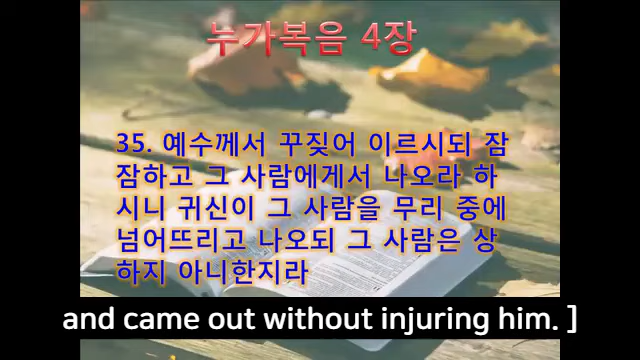 누가복음 4장
35. 예수께서 꾸짖어 이르시되 잠
잠하고 그 사람에게서 나오라 하
시니 귀신이 그 사람을 무리 중에
넘어뜨리고 나오되 그 사람은 상
하지 아니한지라
and came out without injuring him. ]